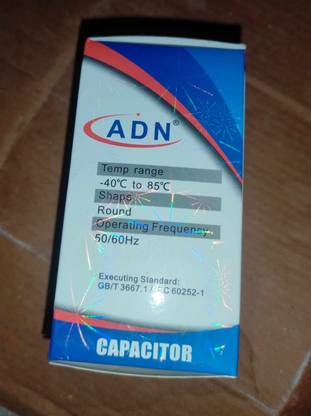 ADN®
Temp range
-40℃ to 85℃
Shape
Round
Operating Frequency
50/60Hz
Executing Standard:
GB/T 3667.1 / IEC 60252-1
CAPACITOR